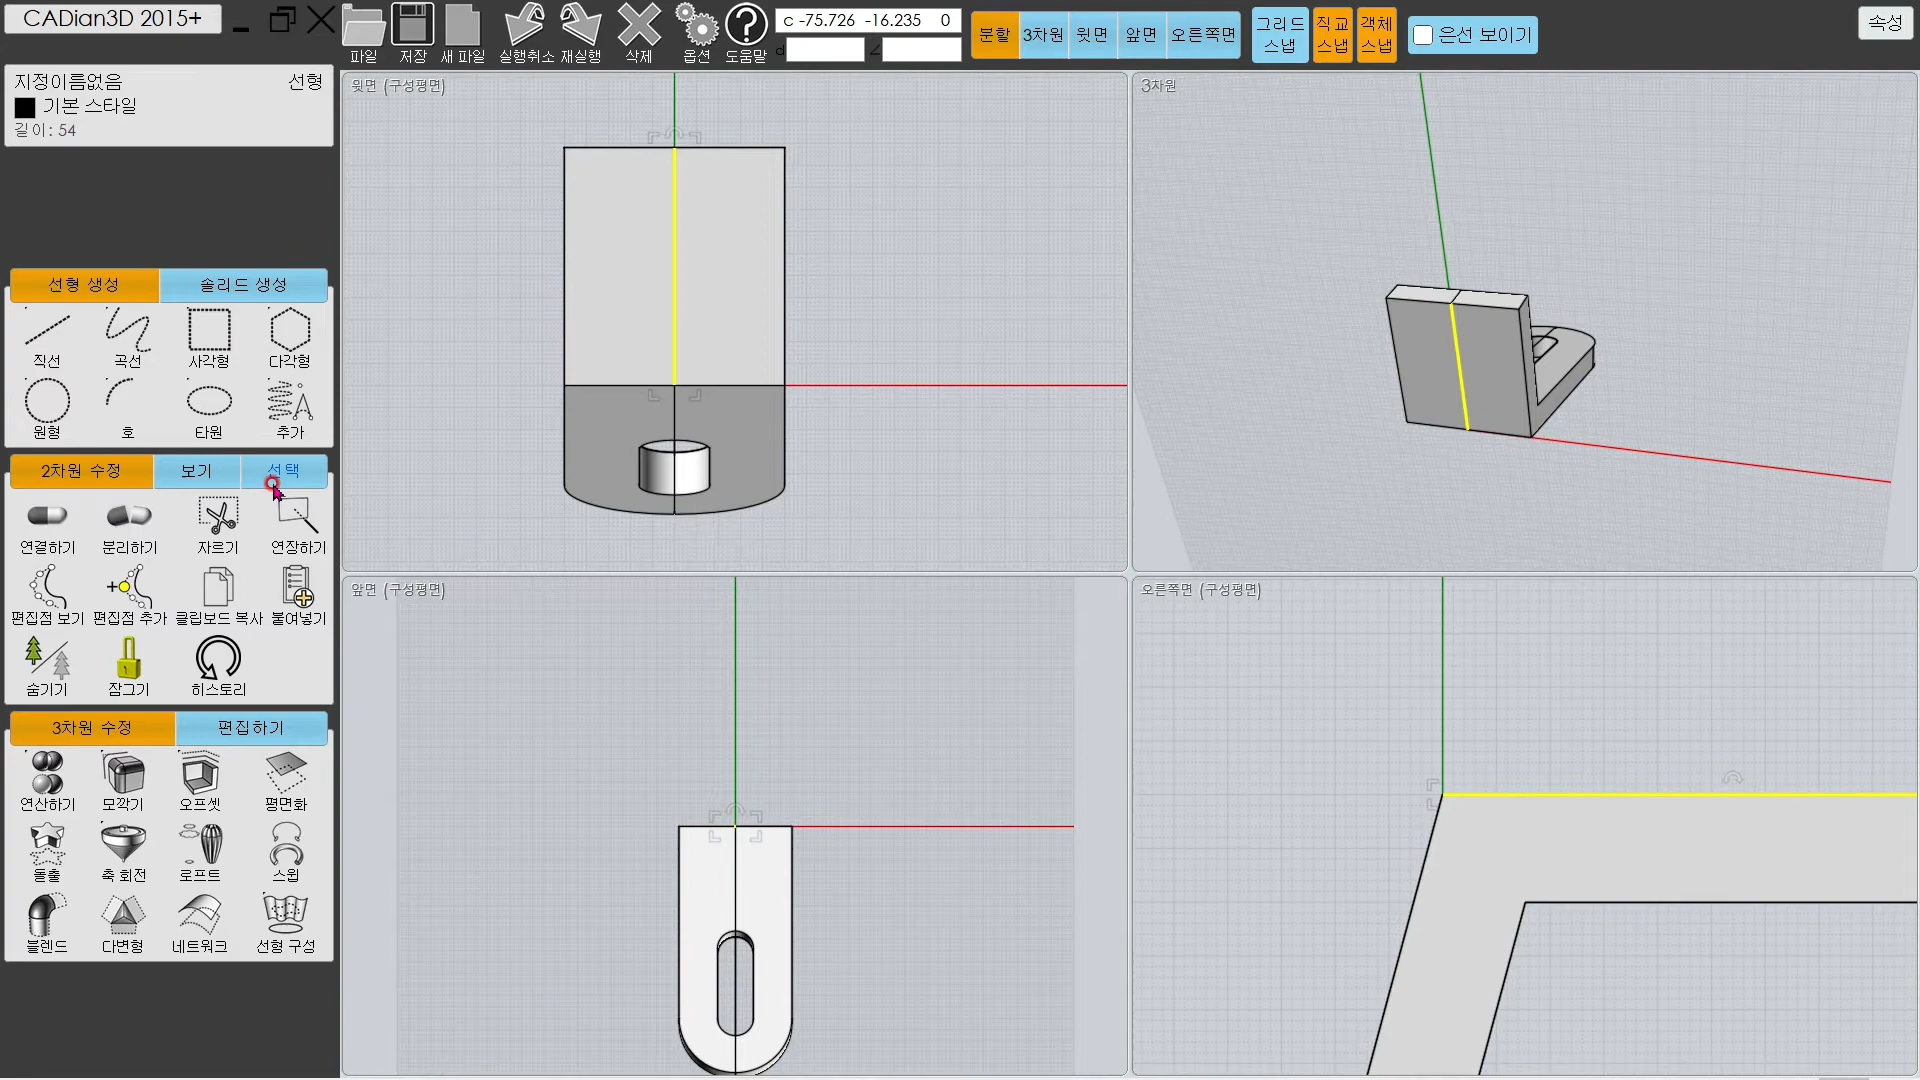 CADian3D 2015+
파일
저장
새 파일
실행취소
재실행
삭제
옵션
도움말
c -75.726 -16.235 0
d
∠
분할
3차원
윗면
앞면
오른쪽면
그리드
스냅
직교
스냅
객체
스냅
은선 보이기
속성
지정이름없음 선형
기본 스타일
길이: 54
선형 생성 솔리드 생성
직선 곡선 사각형 다각형
원형 호 타원 추가
2차원 수정 보기 선택
연결하기 분리하기 자르기 연장하기
편집점 보기 편집점 추가 클립보드 복사 붙여넣기
숨기기 잠그기 히스토리
3차원 수정 편집하기
연산하기 모깍기 오프셋 평면화
돌출 축 회전 로프트 스윕
블렌드 다변형 네트워크 선형 구성
윗면 (구성평면)
3차원
앞면 (구성평면)
오른쪽면 (구성평면)